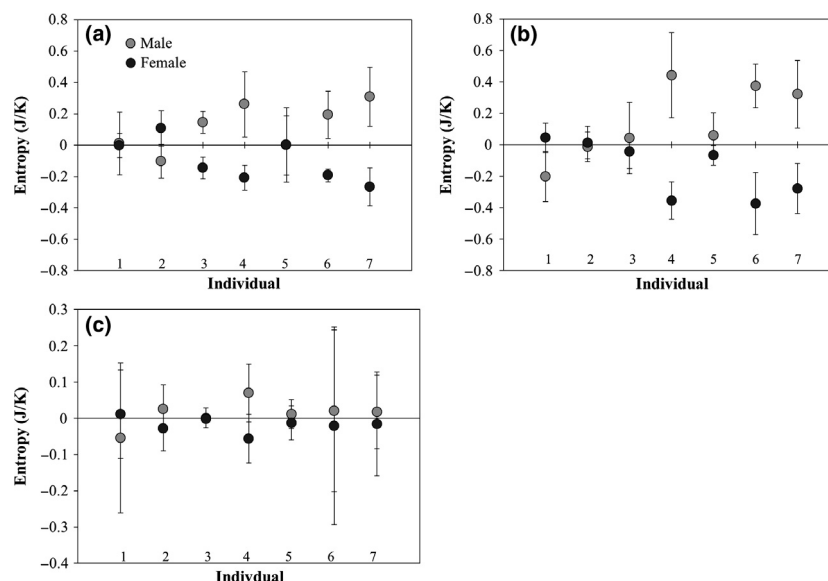 (a)
Male
Female
Entropy (J/K)
0.8
0.6
0.4
0.2
0
−0.2
−0.4
−0.6
−0.8
1 2 3 4 5 6 7
Individual
(b)
Entropy (J/K)
0.8
0.6
0.4
0.2
0
−0.2
−0.4
−0.6
−0.8
1 2 3 4 5 6 7
Individual
(c)
Entropy (J/K)
0.3
0.2
0.1
0
−0.1
−0.2
−0.3
−0.4
1 2 3 4 5 6 7
Indivdual